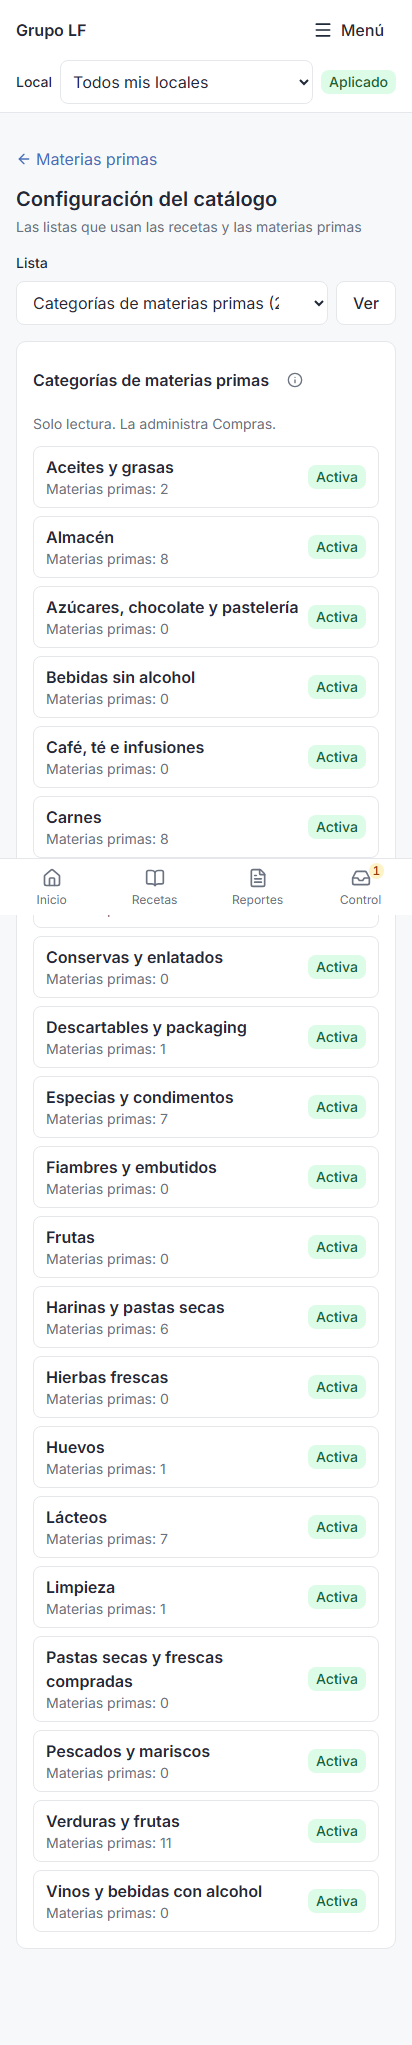 Grupo LF
Menú
Local
Todos mis locales
Aplicado
Materias primas
Configuración del catálogo
Las listas que usan las recetas y las materias primas
Lista
Categorías de materias primas (
Ver
Categorías de materias primas
Solo lectura. La administra Compras.
Aceites y grasas
Materias primas: 2
Activa
Almacén
Materias primas: 8
Activa
Azúcares, chocolate y pastelería
Materias primas: 0
Activa
Bebidas sin alcohol
Materias primas: 0
Activa
Café, té e infusiones
Materias primas: 0
Activa
Carnes
Materias primas: 8
Activa
Inicio
Recetas
Reportes
Control
1
Conservas y enlatados
Materias primas: 0
Activa
Descartables y packaging
Materias primas: 1
Activa
Especias y condimentos
Materias primas: 7
Activa
Fiambres y embutidos
Materias primas: 0
Activa
Frutas
Materias primas: 0
Activa
Harinas y pastas secas
Materias primas: 6
Activa
Hierbas frescas
Materias primas: 0
Activa
Huevos
Materias primas: 1
Activa
Lácteos
Materias primas: 7
Activa
Limpieza
Materias primas: 1
Activa
Pastas secas y frescas
compradas
Materias primas: 0
Activa
Pescados y mariscos
Materias primas: 0
Activa
Verduras y frutas
Materias primas: 11
Activa
Vinos y bebidas con alcohol
Materias primas: 0
Activa